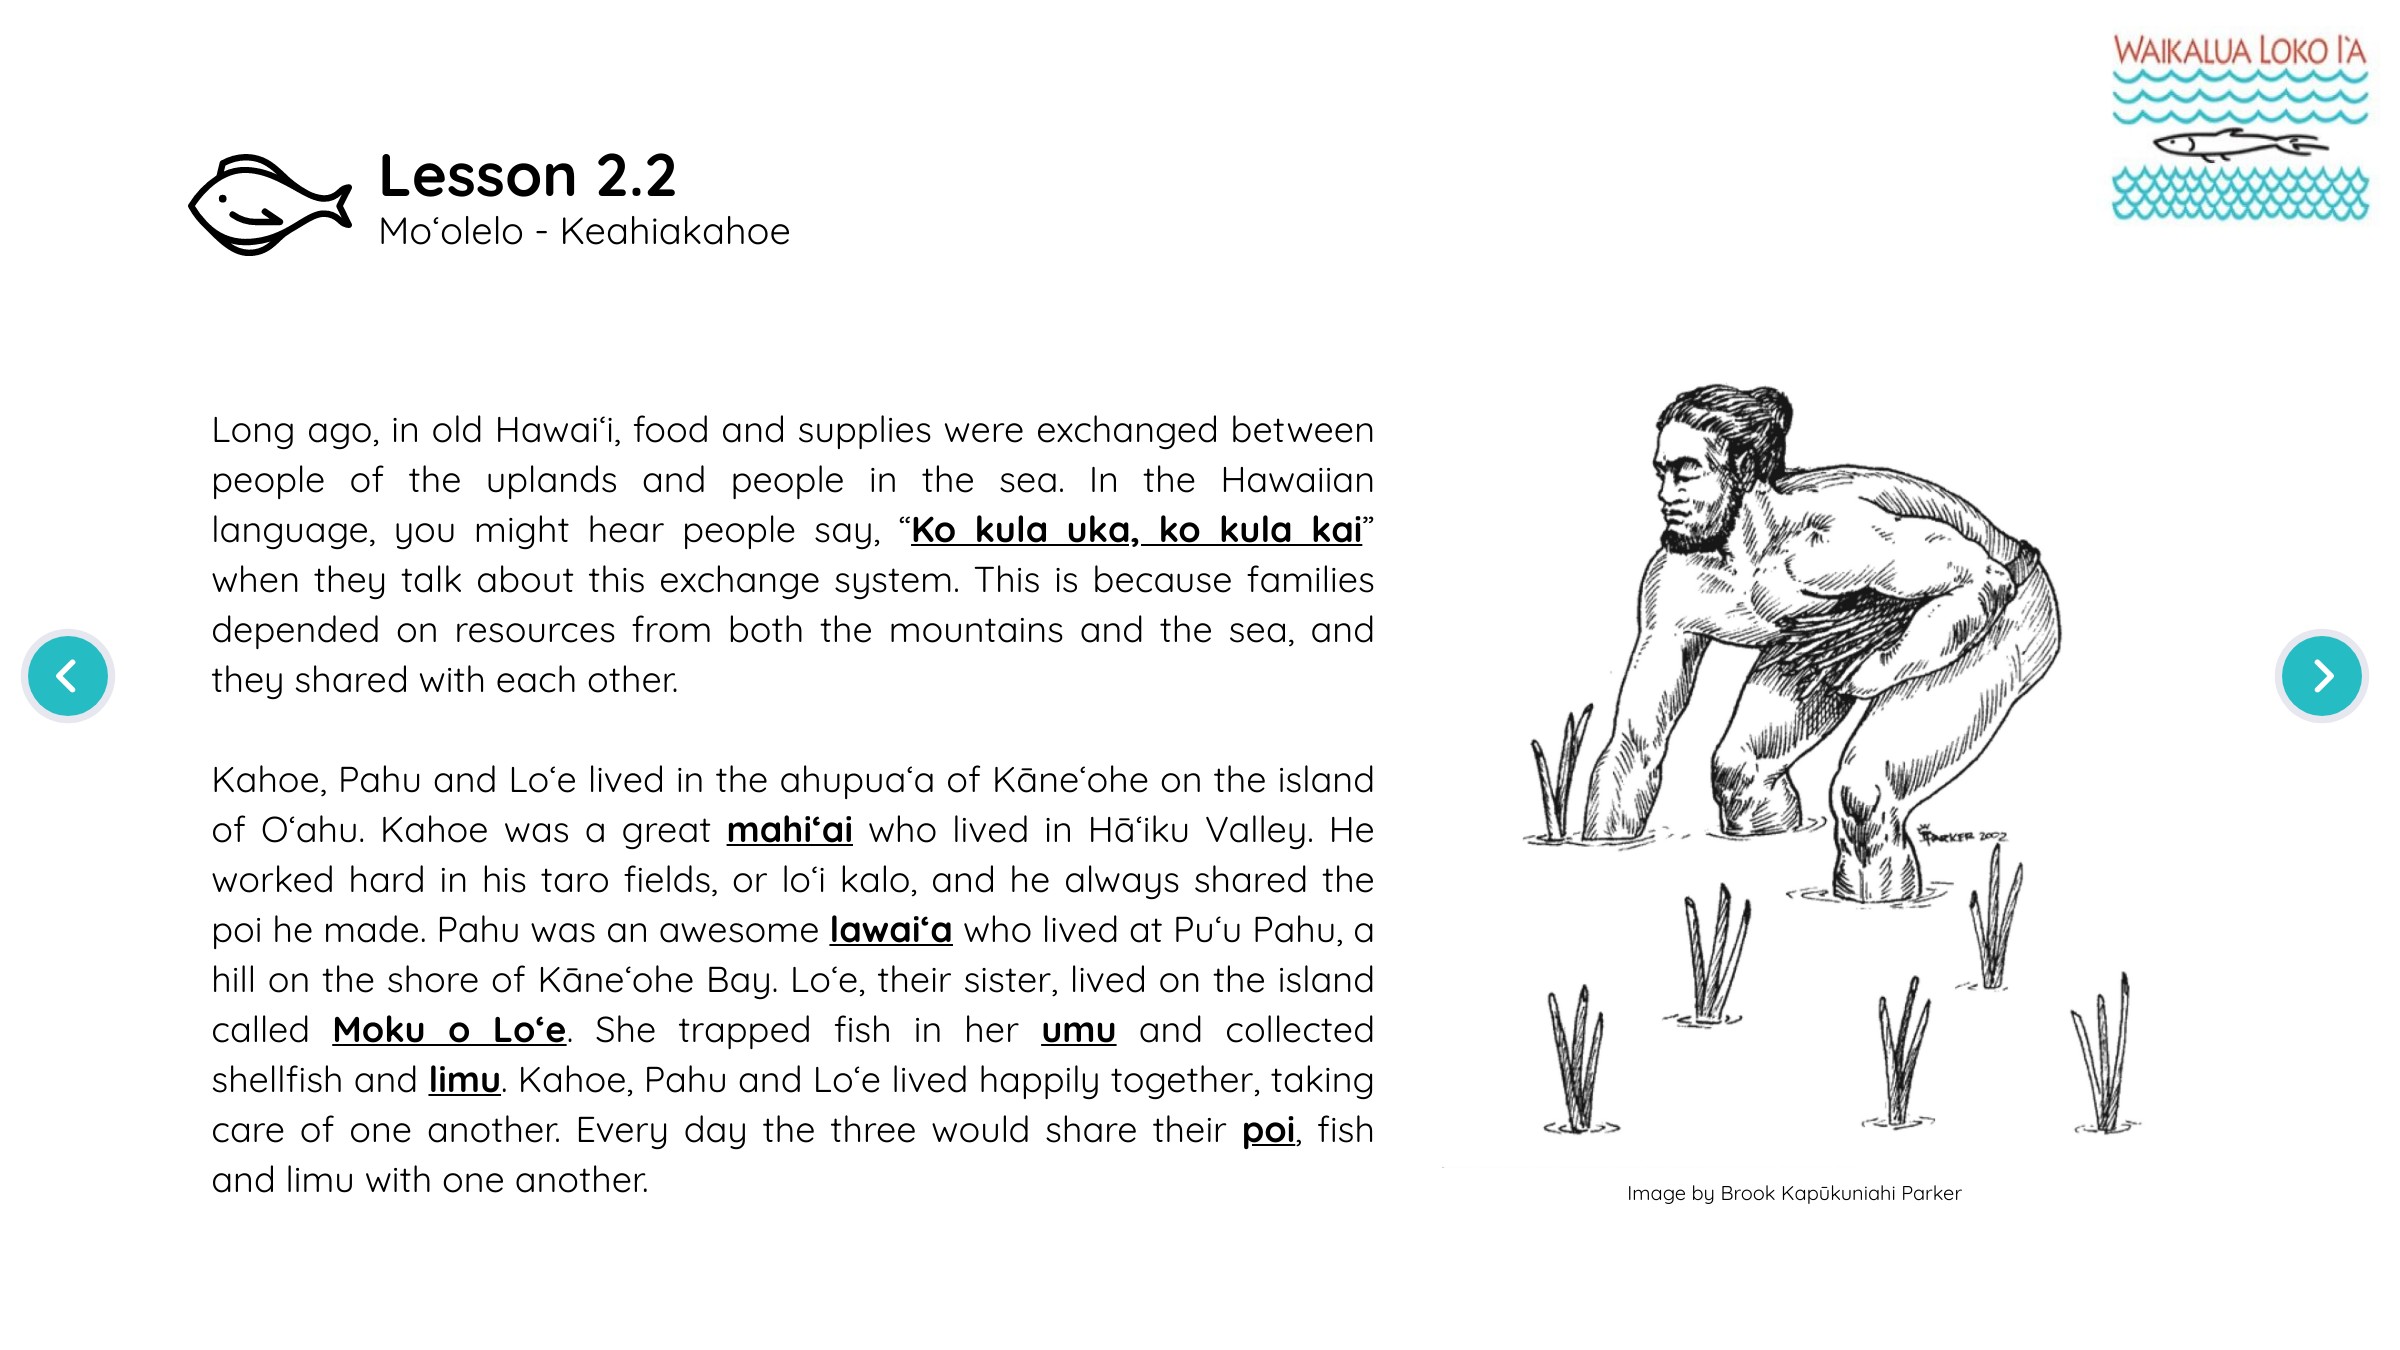 WAIKALUA LOKO I‘A
Lesson 2.2
Moʻolelo - Keahiakahoe
Long ago, in old Hawaiʻi, food and supplies were exchanged between
people of the uplands and people in the sea. In the Hawaiian
language, you might hear people say, “Ko kula uka, ko kula kai”
when they talk about this exchange system. This is because families
depended on resources from both the mountains and the sea, and
they shared with each other.
Kahoe, Pahu and Loʻe lived in the ahupuaʻa of Kāneʻohe on the island
of Oʻahu. Kahoe was a great mahiʻai who lived in Hāʻiku Valley. He
worked hard in his taro fields, or loʻi kalo, and he always shared the
poi he made. Pahu was an awesome lawaiʻa who lived at Puʻu Pahu, a
hill on the shore of Kāneʻohe Bay. Loʻe, their sister, lived on the island
called Moku o Loʻe. She trapped fish in her umu and collected
shellfish and limu. Kahoe, Pahu and Loʻe lived happily together, taking
care of one another. Every day the three would share their poi, fish
and limu with one another.
PARKER 2002
Image by Brook Kapūkuniahi Parker